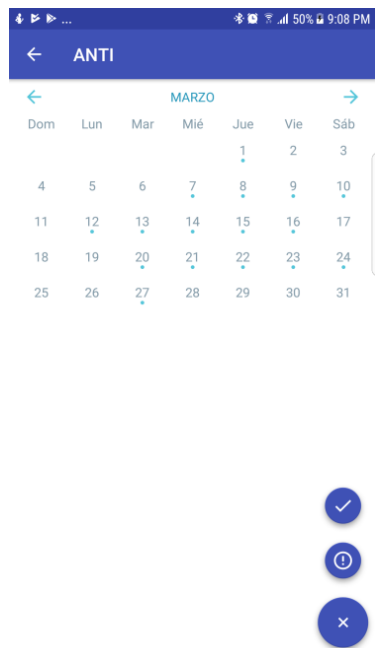 ... 50% 9:08 PM
ANTI
MARZO
Dom Lun Mar Mié Jue Vie Sáb
1 2 3
4 5 6 7 8 9 10
11 12 13 14 15 16 17
18 19 20 21 22 23 24
25 26 27 28 29 30 31